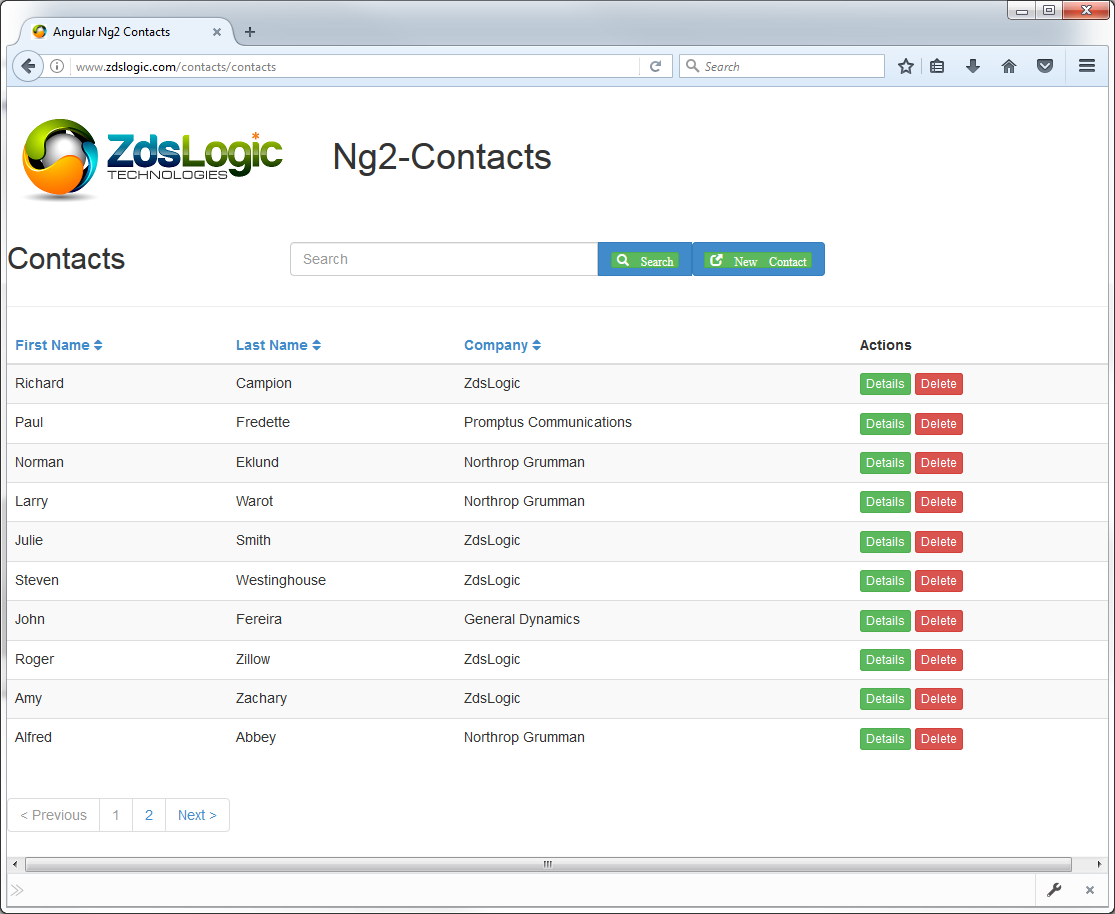 Angular Ng2 Contacts
www.zdslogic.com/contacts/contacts
Search
ZdsLogic*
TECHNOLOGIES
Ng2-Contacts
Contacts
Search
Search
New Contact
First Name Last Name Company Actions
Richard Campion ZdsLogic Details Delete
Paul Fredette Promptus Communications Details Delete
Norman Eklund Northrop Grumman Details Delete
Larry Warot Northrop Grumman Details Delete
Julie Smith ZdsLogic Details Delete
Steven Westinghouse ZdsLogic Details Delete
John Fereira General Dynamics Details Delete
Roger Zillow ZdsLogic Details Delete
Amy Zachary ZdsLogic Details Delete
Alfred Abbey Northrop Grumman Details Delete
< Previous 1 2 Next >